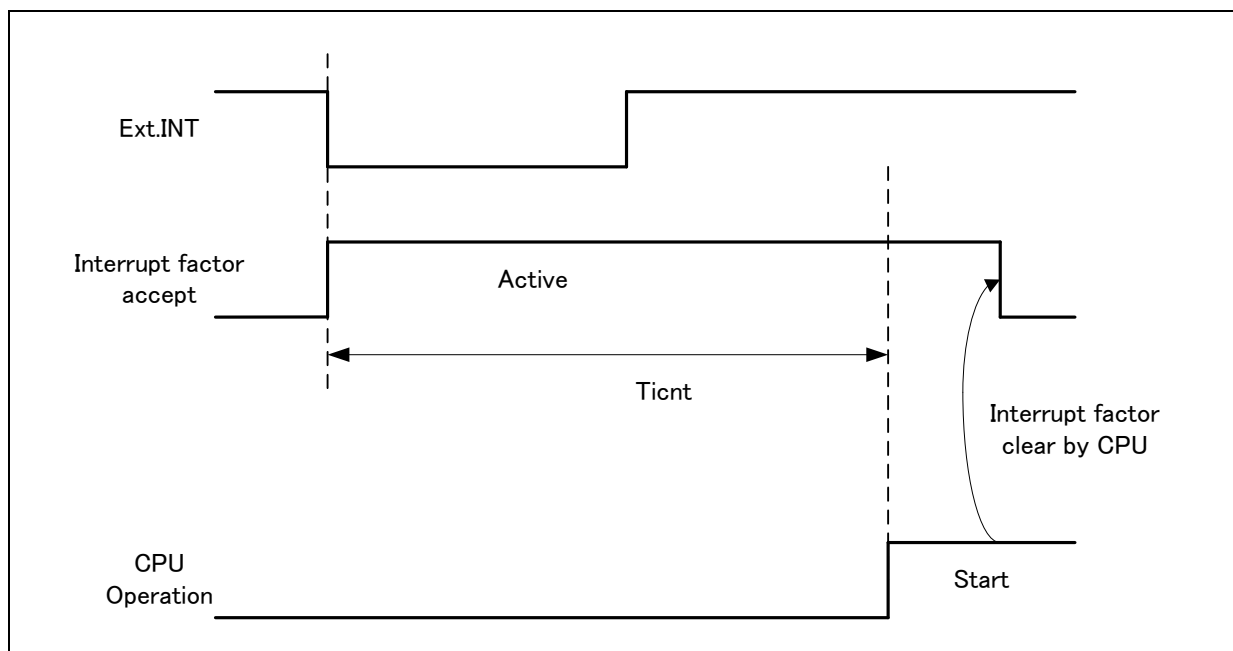 Ext.INT
Interrupt factor
accept
Active
Ticnt
Interrupt factor
clear by CPU
CPU
Operation
Start